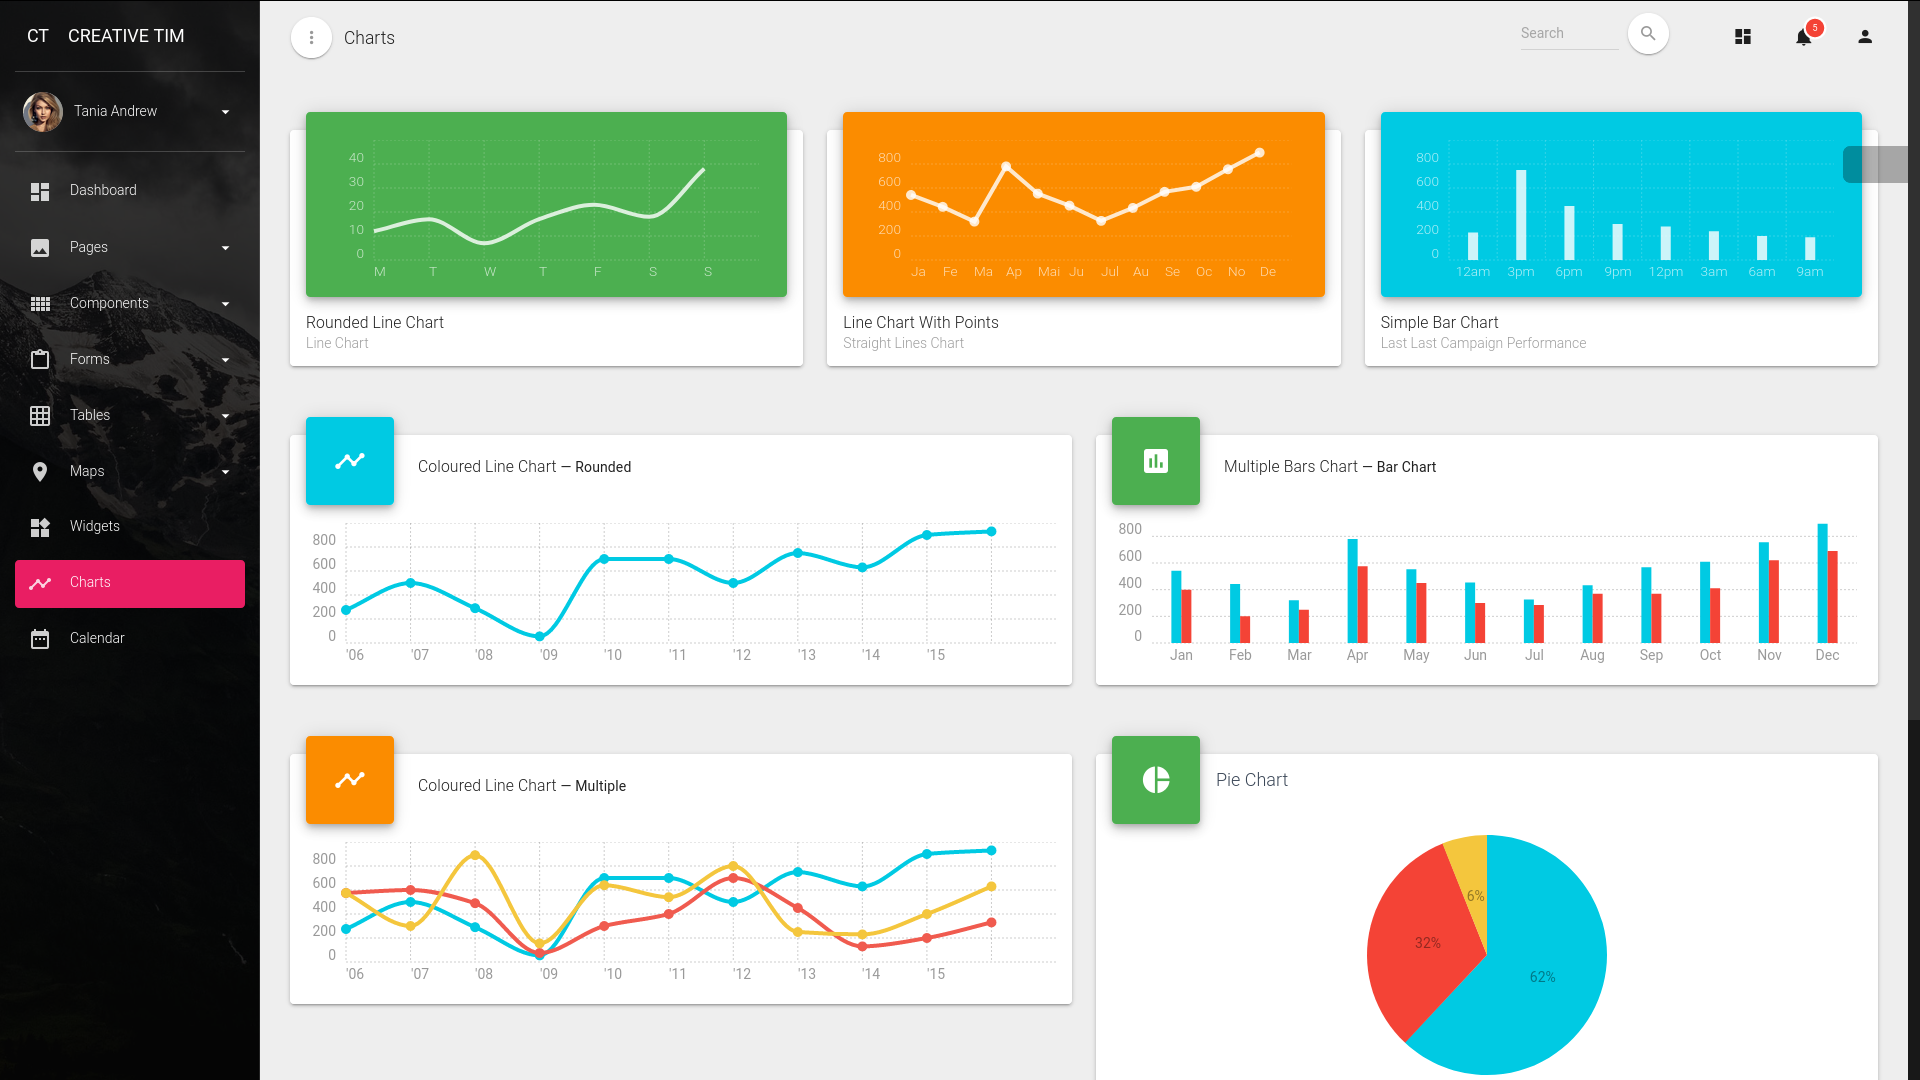 CT CREATIVE TIM
Tania Andrew
Dashboard
Pages
Components
Forms
Tables
Maps
Widgets
Charts
Calendar
Charts
Search
5
40
30
20
10
0
M T W T F S S
Rounded Line Chart
Line Chart
800
600
400
200
0
Ja Fe Ma Ap Mai Ju Jul Au Se Oc No De
Line Chart With Points
Straight Lines Chart
800
600
400
200
0
12am 3pm 6pm 9pm 12pm 3am 6am 9am
Simple Bar Chart
Last Last Campaign Performance
Coloured Line Chart — Rounded
800
600
400
200
0
'06 '07 '08 '09 '10 '11 '12 '13 '14 '15
Multiple Bars Chart — Bar Chart
800
600
400
200
0
Jan Feb Mar Apr May Jun Jul Aug Sep Oct Nov Dec
Coloured Line Chart — Multiple
800
600
400
200
0
'06 '07 '08 '09 '10 '11 '12 '13 '14 '15
Pie Chart
6%
32%
62%